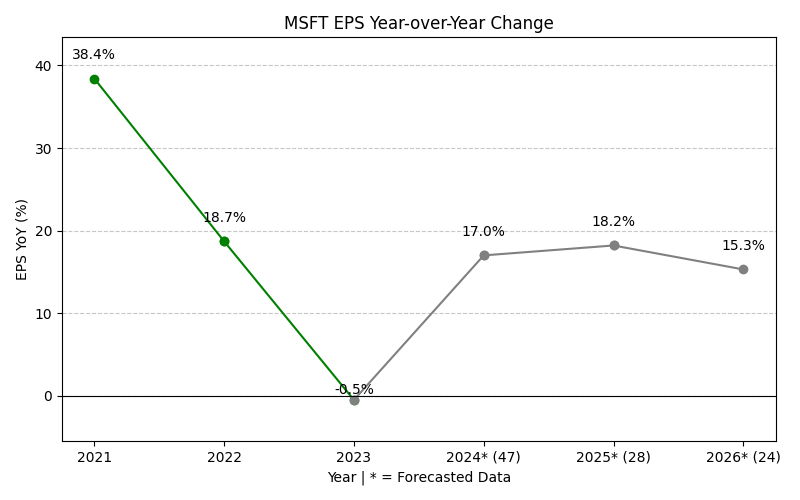 MSFT EPS Year-over-Year Change
38.4%
40
30
18.7%
17.0%
18.2%
15.3%
20
EPS YoY (%)
10
-0.5%
0
2021 2022 2023 2024* (47) 2025* (28) 2026* (24)
Year | * = Forecasted Data